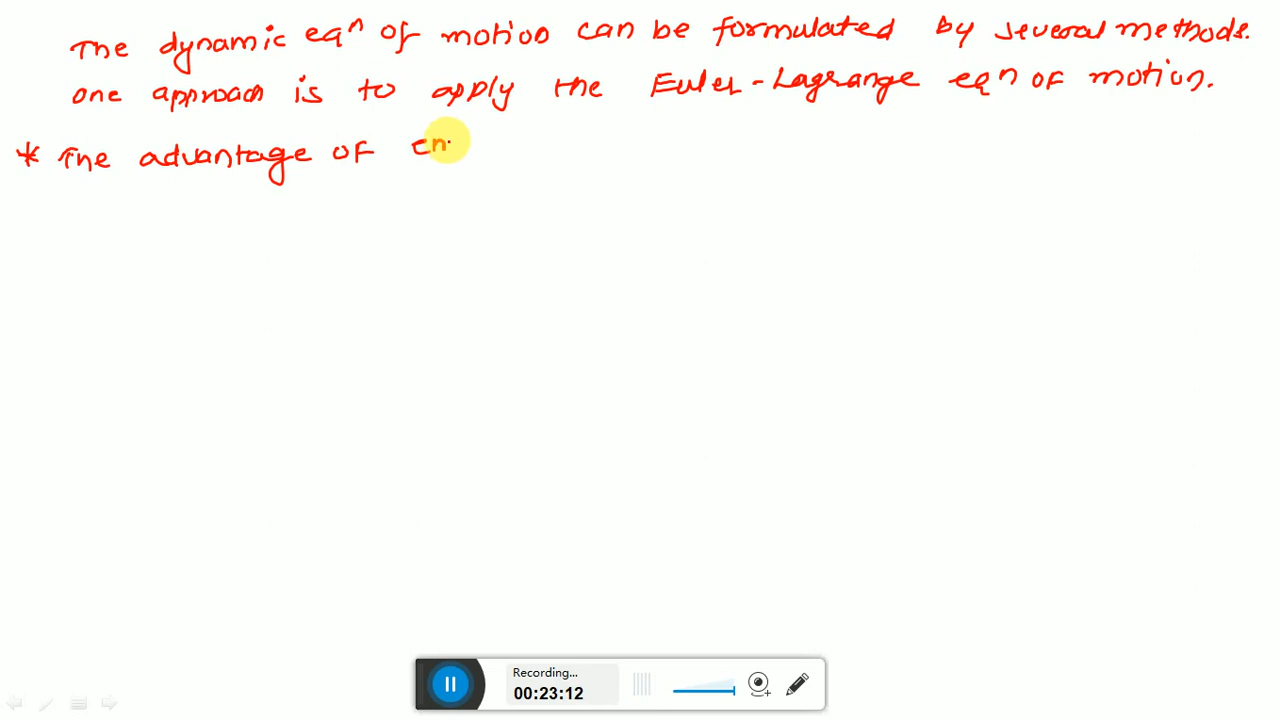 The dynamic eqn of motion can be formulated by several methods.
one approach is to apply the Euler-Lagrange eqn of motion.
* The advantage of en
Recording...
00:23:12